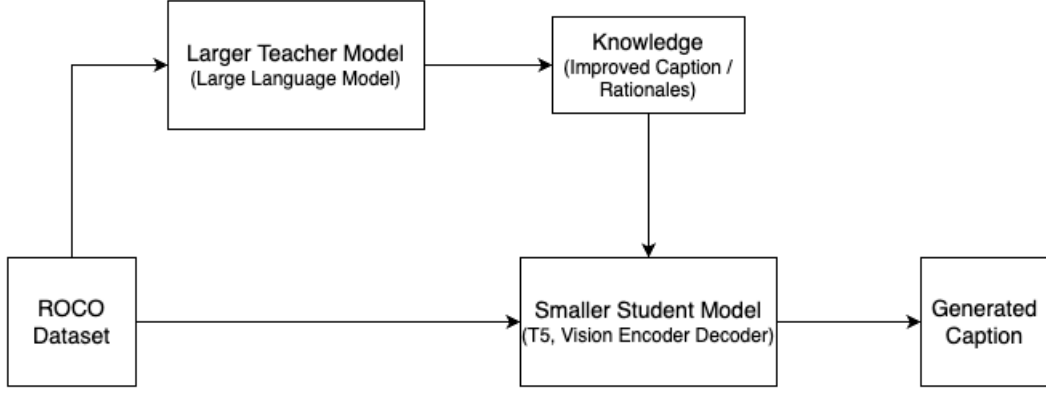 Larger Teacher Model
(Large Language Model)
Knowledge
(Improved Caption /
Rationales)
ROCO
Dataset
Smaller Student Model
(T5, Vision Encoder Decoder)
Generated
Caption